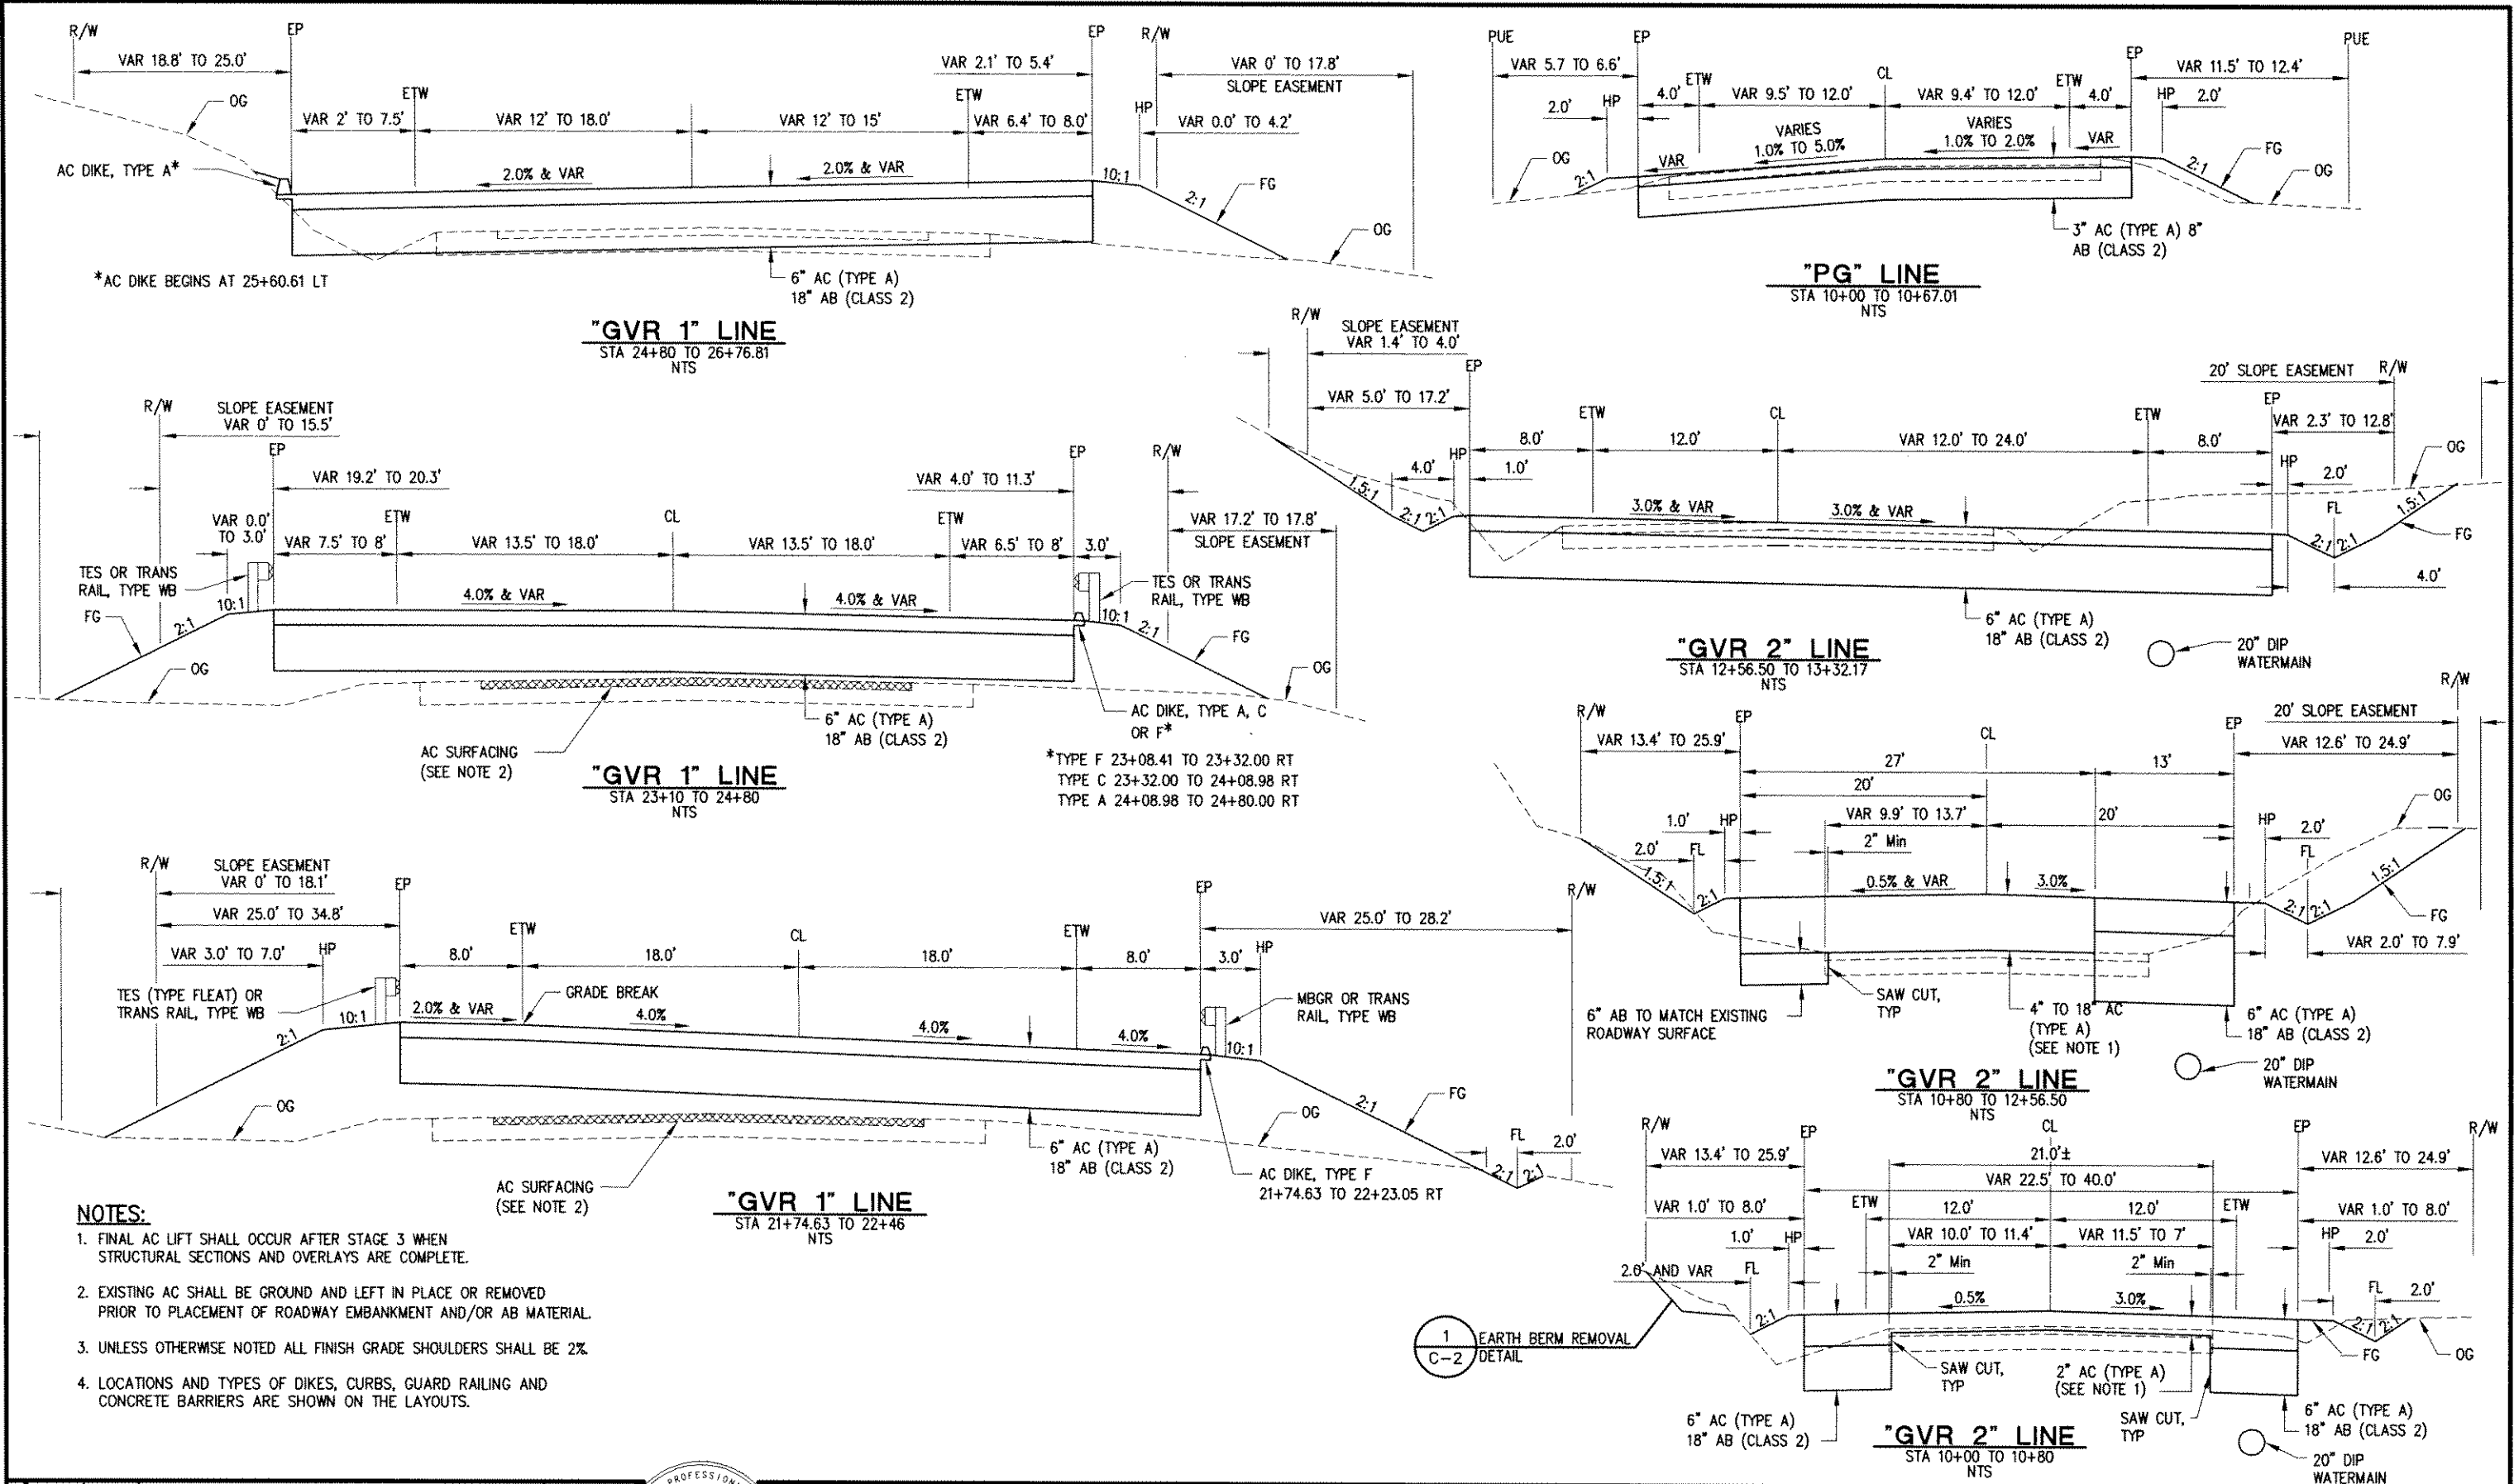 R/W
EP
EP
R/W
VAR 18.8' TO 25.0'
VAR 2.1' TO 5.4'
VAR 0' TO 17.8'
SLOPE EASEMENT
OG
ETW
ETW
HP
VAR 2' TO 7.5'
VAR 12' TO 18.0'
VAR 12' TO 15'
VAR 6.4' TO 8.0'
VAR 0.0' TO 4.2'
AC DIKE, TYPE A*
2.0% & VAR
2.0% & VAR
10:1
FG
2:1
OG
*AC DIKE BEGINS AT 25+60.61 LT
6" AC (TYPE A)
18" AB (CLASS 2)
"GVR 1" LINE
STA 24+80 TO 26+76.81
NTS
PUE
EP
PUE
EP
VAR 5.7 TO 6.6'
CL
VAR 11.5' TO 12.4'
ETW
ETW
4.0'
VAR 9.5' TO 12.0'
VAR 9.4' TO 12.0'
4.0'
HP
2.0'
2.0'
HP
VARIES
1.0% TO 5.0%
VARIES
1.0% TO 2.0%
VAR
VAR
OG
2:1
2:1
FG
OG
3" AC (TYPE A) 8"
AB (CLASS 2)
"PG" LINE
STA 10+00 TO 10+67.01
NTS
R/W
SLOPE EASEMENT
VAR 0' TO 15.5'
EP
EP
R/W
VAR 19.2' TO 20.3'
VAR 4.0' TO 11.3'
VAR 0.0'
TO 3.0'
ETW
CL
ETW
VAR 17.2' TO 17.8'
SLOPE EASEMENT
VAR 7.5' TO 8'
VAR 13.5' TO 18.0'
VAR 13.5' TO 18.0'
VAR 6.5' TO 8'
3.0'
TES OR TRANS
RAIL, TYPE WB
TES OR TRANS
RAIL, TYPE WB
10:1
4.0% & VAR
4.0% & VAR
10:1
FG
2:1
2:1
FG
OG
OG
AC SURFACING
(SEE NOTE 2)
6" AC (TYPE A)
18" AB (CLASS 2)
AC DIKE, TYPE A, C
OR F*
*TYPE F 23+08.41 TO 23+32.00 RT
TYPE C 23+32.00 TO 24+08.98 RT
TYPE A 24+08.98 TO 24+80.00 RT
"GVR 1" LINE
STA 23+10 TO 24+80
NTS
R/W
SLOPE EASEMENT
VAR 1.4' TO 4.0'
EP
20' SLOPE EASEMENT
R/W
VAR 5.0' TO 17.2'
ETW
CL
ETW
EP
VAR 2.3' TO 12.8'
8.0'
12.0'
VAR 12.0' TO 24.0'
8.0'
OG
4.0'
HP
1.0'
HP
2.0'
1.5:1
2:1
2:1
3.0% & VAR
3.0% & VAR
FL
1.5:1
2:1
2:1
FG
4.0'
6" AC (TYPE A)
18" AB (CLASS 2)
20" DIP
WATERMAIN
"GVR 2" LINE
STA 12+56.50 TO 13+32.17
NTS
R/W
SLOPE EASEMENT
VAR 0' TO 18.1'
EP
EP
R/W
VAR 25.0' TO 34.8'
VAR 25.0' TO 28.2'
VAR 3.0' TO 7.0'
HP
ETW
CL
ETW
8.0'
18.0'
18.0'
8.0'
3.0'
HP
TES (TYPE FLEAT) OR
TRANS RAIL, TYPE WB
GRADE BREAK
MBGR OR TRANS
RAIL, TYPE WB
10:1
2.0% & VAR
4.0%
4.0%
4.0%
10:1
2:1
2:1
FG
OG
OG
FL
2.0'
2:1
2:1
AC SURFACING
(SEE NOTE 2)
6" AC (TYPE A)
18" AB (CLASS 2)
AC DIKE, TYPE F
21+74.63 TO 22+23.05 RT
"GVR 1" LINE
STA 21+74.63 TO 22+46
NTS
R/W
R/W
EP
CL
EP
20' SLOPE EASEMENT
VAR 13.4' TO 25.9'
VAR 12.6' TO 24.9'
27'
13'
20'
OG
1.0'
HP
VAR 9.9' TO 13.7'
20'
HP
2.0'
2.0'
FL
2" Min
FL
1.5:1
2:1
0.5% & VAR
3.0%
1.5:1
2:1
2:1
FG
VAR 2.0' TO 7.9'
SAW CUT,
TYP
6" AB TO MATCH EXISTING
ROADWAY SURFACE
4" TO 18" AC
(TYPE A)
(SEE NOTE 1)
6" AC (TYPE A)
18" AB (CLASS 2)
20" DIP
WATERMAIN
"GVR 2" LINE
STA 10+80 TO 12+56.50
NTS
R/W
EP
CL
EP
R/W
VAR 13.4' TO 25.9'
21.0'±
VAR 12.6' TO 24.9'
VAR 22.5' TO 40.0'
VAR 1.0' TO 8.0'
ETW
12.0'
12.0'
ETW
VAR 1.0' TO 8.0'
1.0'
HP
VAR 10.0' TO 11.4'
VAR 11.5' TO 7'
HP
2.0'
2.0' AND VAR
FL
2" Min
2" Min
FL
2.0'
0.5%
3.0%
2:1
2:1
2:1
FG
OG
1
C-2
EARTH BERM REMOVAL
DETAIL
SAW CUT,
TYP
2" AC (TYPE A)
(SEE NOTE 1)
SAW CUT,
TYP
6" AC (TYPE A)
18" AB (CLASS 2)
6" AC (TYPE A)
18" AB (CLASS 2)
20" DIP
WATERMAIN
"GVR 2" LINE
STA 10+00 TO 10+80
NTS
NOTES:
1. FINAL AC LIFT SHALL OCCUR AFTER STAGE 3 WHEN
STRUCTURAL SECTIONS AND OVERLAYS ARE COMPLETE.
2. EXISTING AC SHALL BE GROUND AND LEFT IN PLACE OR REMOVED
PRIOR TO PLACEMENT OF ROADWAY EMBANKMENT AND/OR AB MATERIAL.
3. UNLESS OTHERWISE NOTED ALL FINISH GRADE SHOULDERS SHALL BE 2%
4. LOCATIONS AND TYPES OF DIKES, CURBS, GUARD RAILING AND
CONCRETE BARRIERS ARE SHOWN ON THE LAYOUTS.